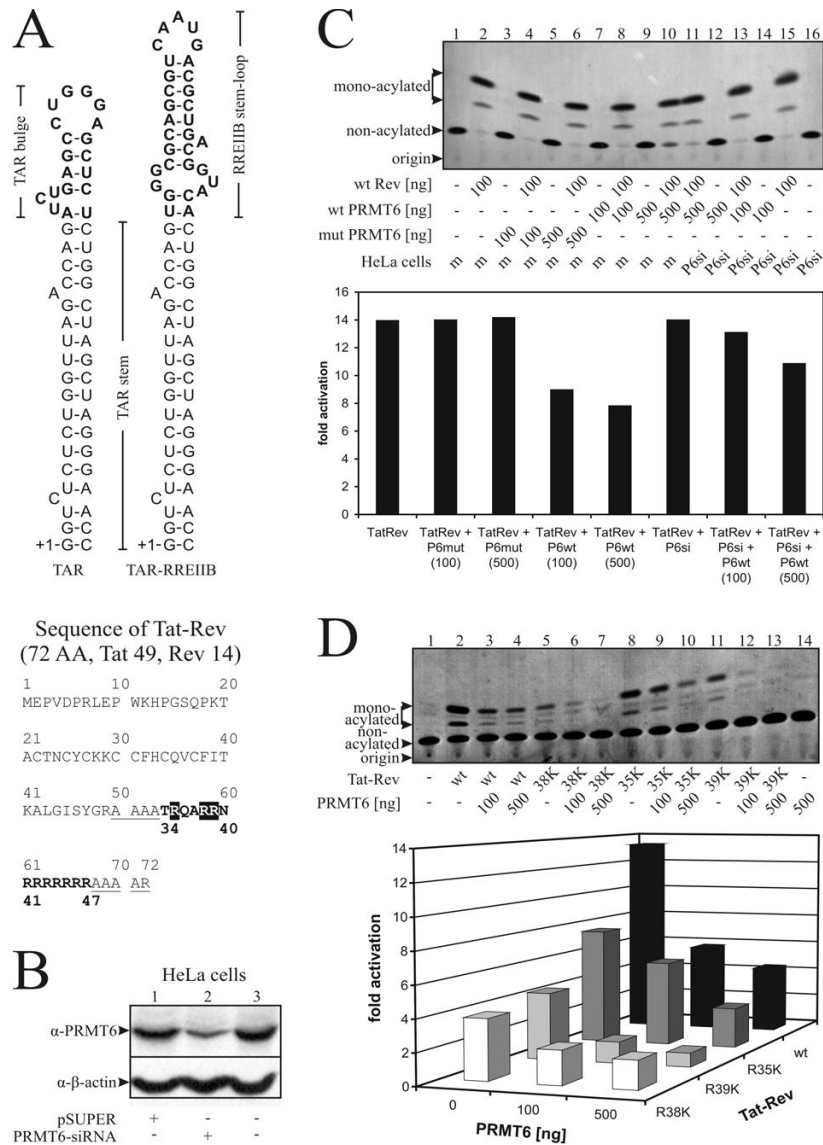 A
TAR bulge
TAR stem
RREIIB stem-loop
A–U A–U
G–C G–C
A–U A–U
C–G C–G
C–G C–G
A A
G–C G–C
A–U A–U
U–A U–A
U–A U–A
G–C G–C
G–U G–U
U–A U–A
C–G C–G
U–G U–G
C–G C–G
U–A U–A
C C
U–A U–A
G–C G–C
+1-G–C +1-G–C
TAR TAR-RREIIB
Sequence of Tat-Rev
(72 AA, Tat 49, Rev 14)
1 10 20
MEPVDPRLEP WKHPGSQPKT
21 30 40
ACTNCYCKKC CFHCQVCFIT
41 50 60
KALGISYGRA AAATRQARRN
34 40
61 70 72
RRRRRRRAAA AR
41 47
B
HeLa cells
1 2 3
α-PRMT6
α-β-actin
pSUPER + - -
PRMT6-siRNA - + -
C
1 2 3 4 5 6 7 8 9 10 11 12 13 14 15 16
mono-acylated
non-acylated
origin
wt Rev [ng] - 100 - 100 - 100 - 100 - 100 100 - 100 - 100 -
wt PRMT6 [ng] - - - - - - 100 100 500 500 500 500 100 100 - -
mut PRMT6 [ng] - - 100 100 500 500 - - - - - - - - - -
HeLa cells m m m m m m m m m m P6si P6si P6si P6si P6si P6si
fold activation
16
14
12
10
8
6
4
2
0
TatRev
TatRev + P6mut (100)
TatRev + P6mut (500)
TatRev + P6wt (100)
TatRev + P6wt (500)
TatRev + P6si
TatRev + P6si + P6wt (100)
TatRev + P6si + P6wt (500)
D
1 2 3 4 5 6 7 8 9 10 11 12 13 14
mono-
acylated
non-
acylated
origin
Tat-Rev - wt wt wt 38K 38K 38K 35K 35K 35K 39K 39K 39K -
PRMT6 [ng] - - 100 500 - 100 500 - 100 500 - 100 500 500
fold activation
14
12
10
8
6
4
2
0
0 100 500
PRMT6 [ng]
R38K
R39K
R35K
wt
Tat-Rev